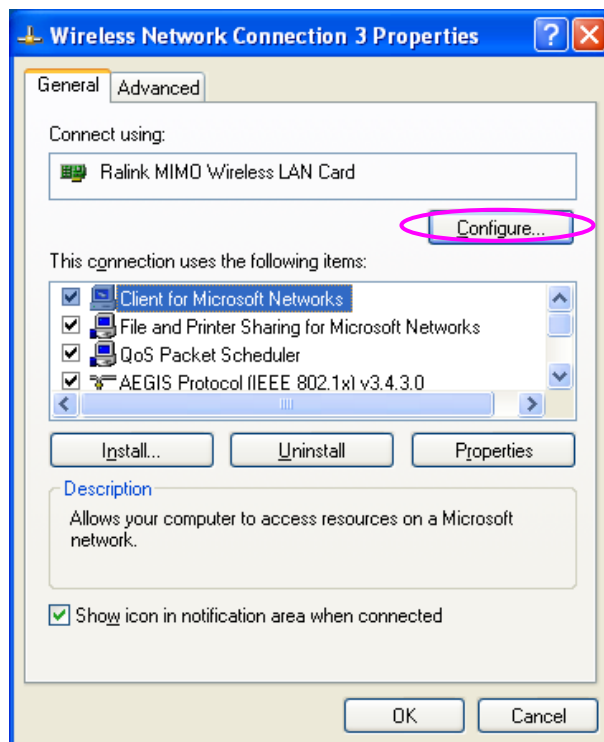 Wireless Network Connection 3 Properties
General
Advanced
Connect using:
Ralink MIMO Wireless LAN Card
Configure...
This connection uses the following items:
Client for Microsoft Networks
File and Printer Sharing for Microsoft Networks
QoS Packet Scheduler
AEGIS Protocol (IEEE 802.1x) v3.4.3.0
Install...
Uninstall
Properties
Description
Allows your computer to access resources on a Microsoft
network.
Show icon in notification area when connected
OK
Cancel